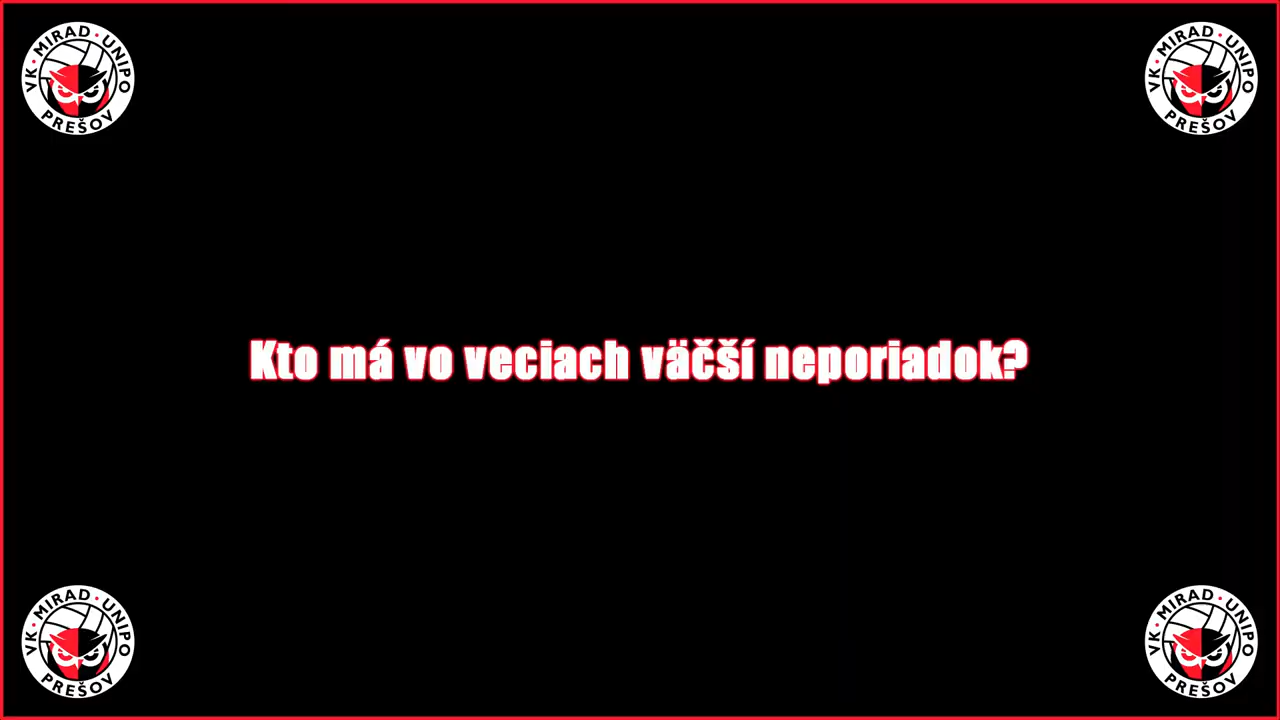 VK · MIRAD · UNIPO
PREŠOV
VK · MIRAD · UNIPO
PREŠOV
Kto má vo veciach väčší neporiadok?
VK · MIRAD · UNIPO
PREŠOV
VK · MIRAD · UNIPO
PREŠOV